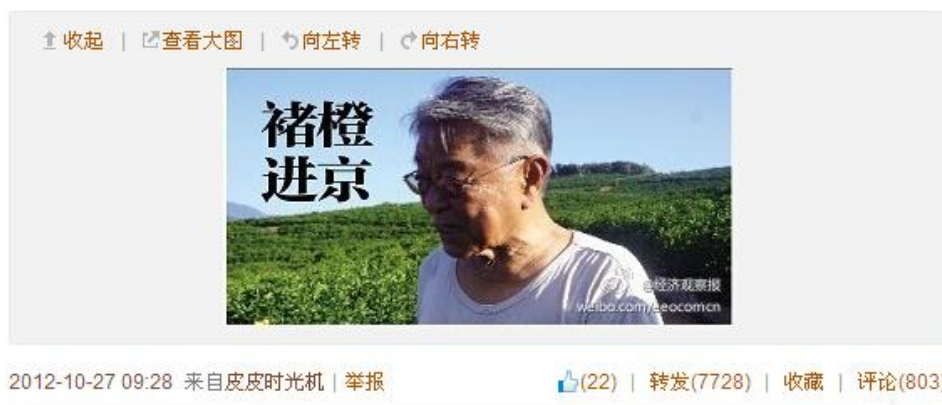 收起 | 查看大图 | 向左转 | 向右转
褚橙
进京
@经济观察报
weibo.com/eeocomcn
2012-10-27 09:28 来自皮皮时光机 | 举报 (22) | 转发(7728) | 收藏 | 评论(803)